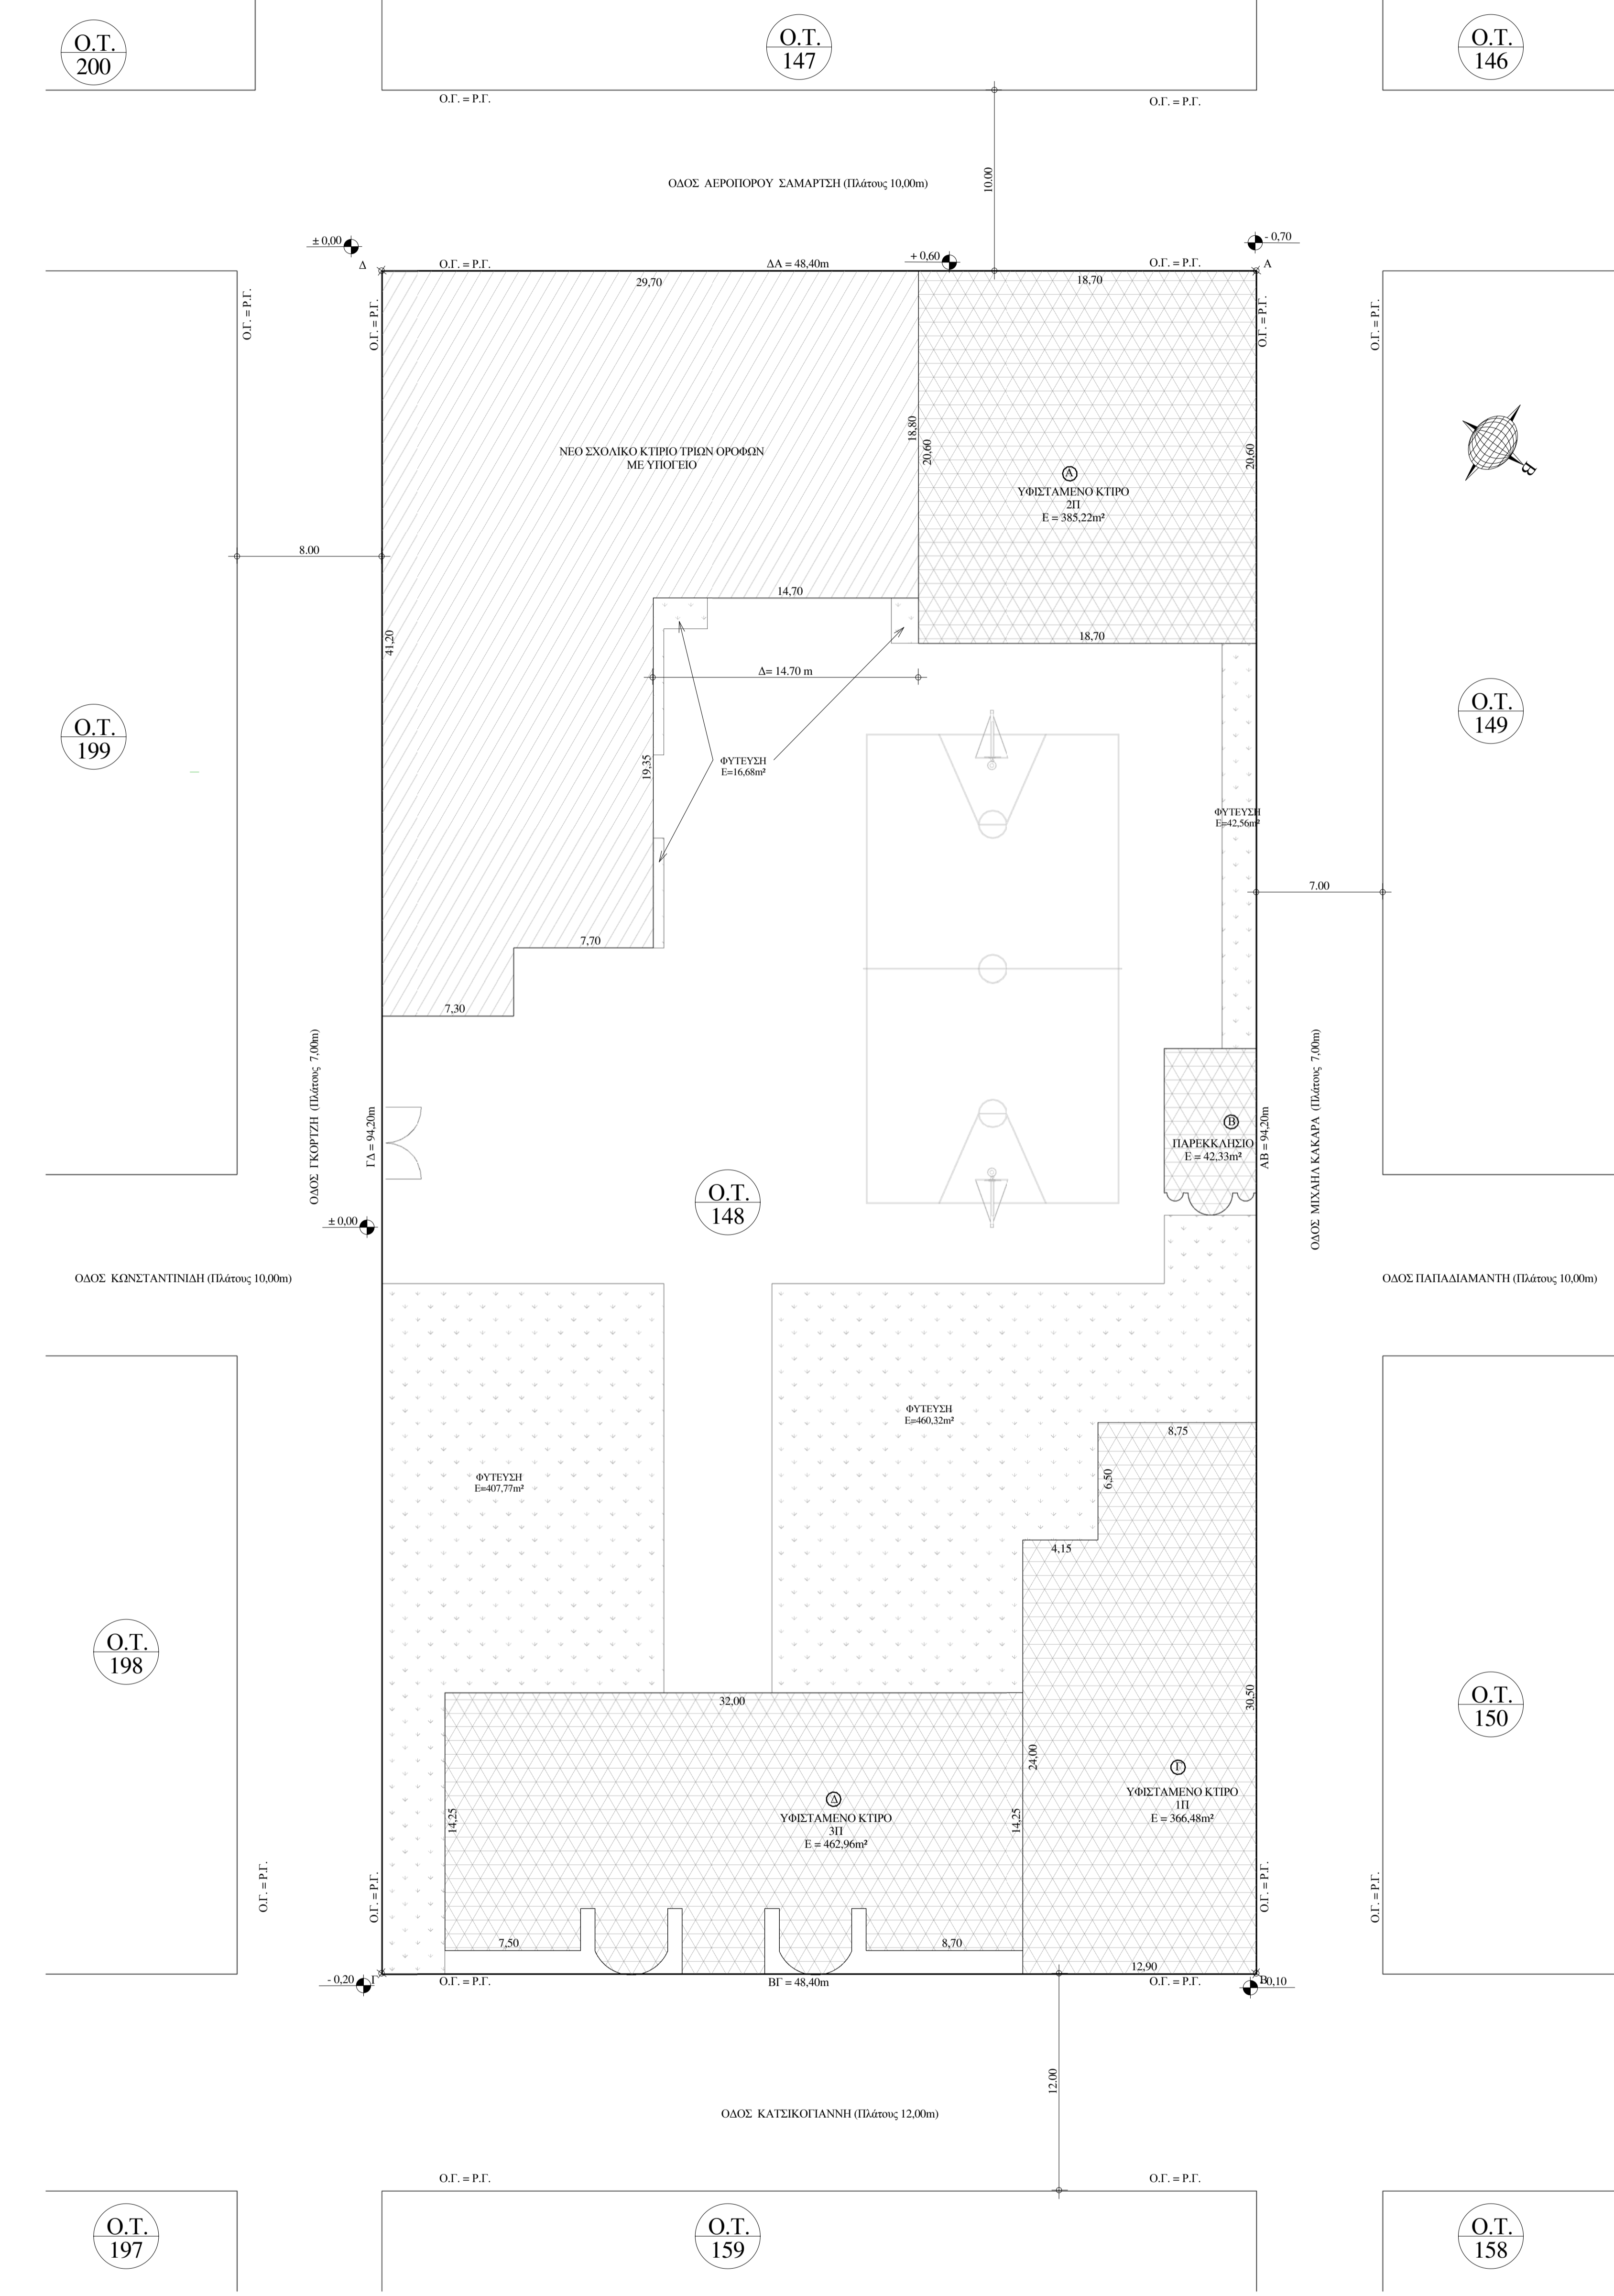 Ο.Τ.
200
Ο.Τ.
147
Ο.Τ.
146
Ο.Γ. = Ρ.Γ.
Ο.Γ. = Ρ.Γ.
10.00
ΟΔΟΣ ΑΕΡΟΠΟΡΟΥ ΣΑΜΑΡΤΣΗ (Πλάτους 10,00m)
± 0,00
Δ
Ο.Γ. = Ρ.Γ.
ΔΑ = 48,40m
+ 0,60
Ο.Γ. = Ρ.Γ.
- 0,70
Α
29,70
18,70
Ο.Γ. = Ρ.Γ.
Ο.Γ. = Ρ.Γ.
Ο.Γ. = Ρ.Γ.
Ο.Γ. = Ρ.Γ.
ΝΕΟ ΣΧΟΛΙΚΟ ΚΤΙΡΙΟ ΤΡΙΩΝ ΟΡΟΦΩΝ
ΜΕ ΥΠΟΓΕΙΟ
18,80
20,60
20,60
Α
ΥΦΙΣΤΑΜΕΝΟ ΚΤΙΡΟ
2Π
Ε = 385,22m²
Β
8.00
14,70
41,20
18,70
Δ= 14.70 m
Ο.Τ.
199
Ο.Τ.
149
19,35
ΦΥΤΕΥΣΗ
Ε=16,68m²
ΦΥΤΕΥΣΗ
Ε=42,56m²
7.00
7,70
7,30
ΟΔΟΣ ΓΚΟΡΤΖΗ (Πλάτους 7,00m)
ΓΔ = 94,20m
Β
ΠΑΡΕΚΚΛΗΣΙΟ
Ε = 42,33m²
ΑΒ = 94,20m
ΟΔΟΣ ΜΙΧΑΗΛ ΚΑΚΑΡΑ (Πλάτους 7,00m)
Ο.Τ.
148
± 0,00
ΟΔΟΣ ΚΩΝΣΤΑΝΤΙΝΙΔΗ (Πλάτους 10,00m)
ΟΔΟΣ ΠΑΠΑΔΙΑΜΑΝΤΗ (Πλάτους 10,00m)
ΦΥΤΕΥΣΗ
Ε=460,32m²
8,75
ΦΥΤΕΥΣΗ
Ε=407,77m²
6,50
4,15
Ο.Τ.
198
Ο.Τ.
150
32,00
30,50
24,00
Γ
ΥΦΙΣΤΑΜΕΝΟ ΚΤΙΡΟ
1Π
Ε = 366,48m²
14,25
Δ
ΥΦΙΣΤΑΜΕΝΟ ΚΤΙΡΟ
3Π
Ε = 462,96m²
14,25
Ο.Γ. = Ρ.Γ.
Ο.Γ. = Ρ.Γ.
Ο.Γ. = Ρ.Γ.
Ο.Γ. = Ρ.Γ.
7,50
8,70
12,90
- 0,20
Γ
Ο.Γ. = Ρ.Γ.
ΒΓ = 48,40m
Ο.Γ. = Ρ.Γ.
Β
0,10
12.00
ΟΔΟΣ ΚΑΤΣΙΚΟΓΙΑΝΝΗ (Πλάτους 12,00m)
Ο.Γ. = Ρ.Γ.
Ο.Γ. = Ρ.Γ.
Ο.Τ.
197
Ο.Τ.
159
Ο.Τ.
158